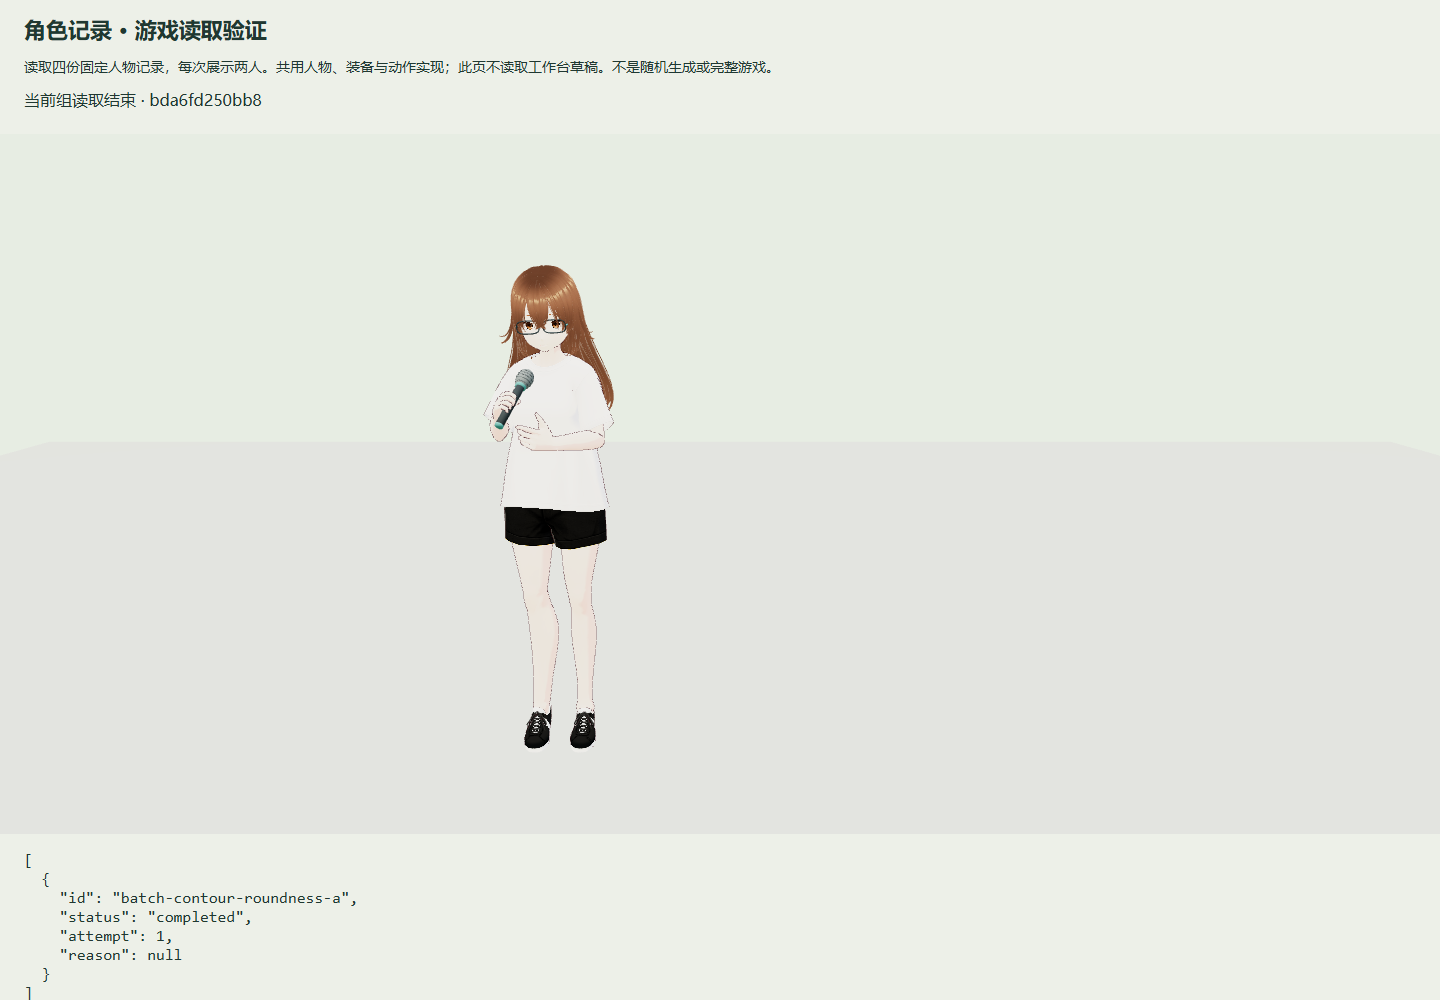 角色记录 • 游戏读取验证
读取四份固定人物记录，每次展示两人。共用人物、装备与动作实现；此页不读取工作台草稿。不是随机生成或完整游戏。
当前组读取结束 · bda6fd250bb8
[
  {
    "id": "batch-contour-roundness-a",
    "status": "completed",
    "attempt": 1,
    "reason": null
  }
]